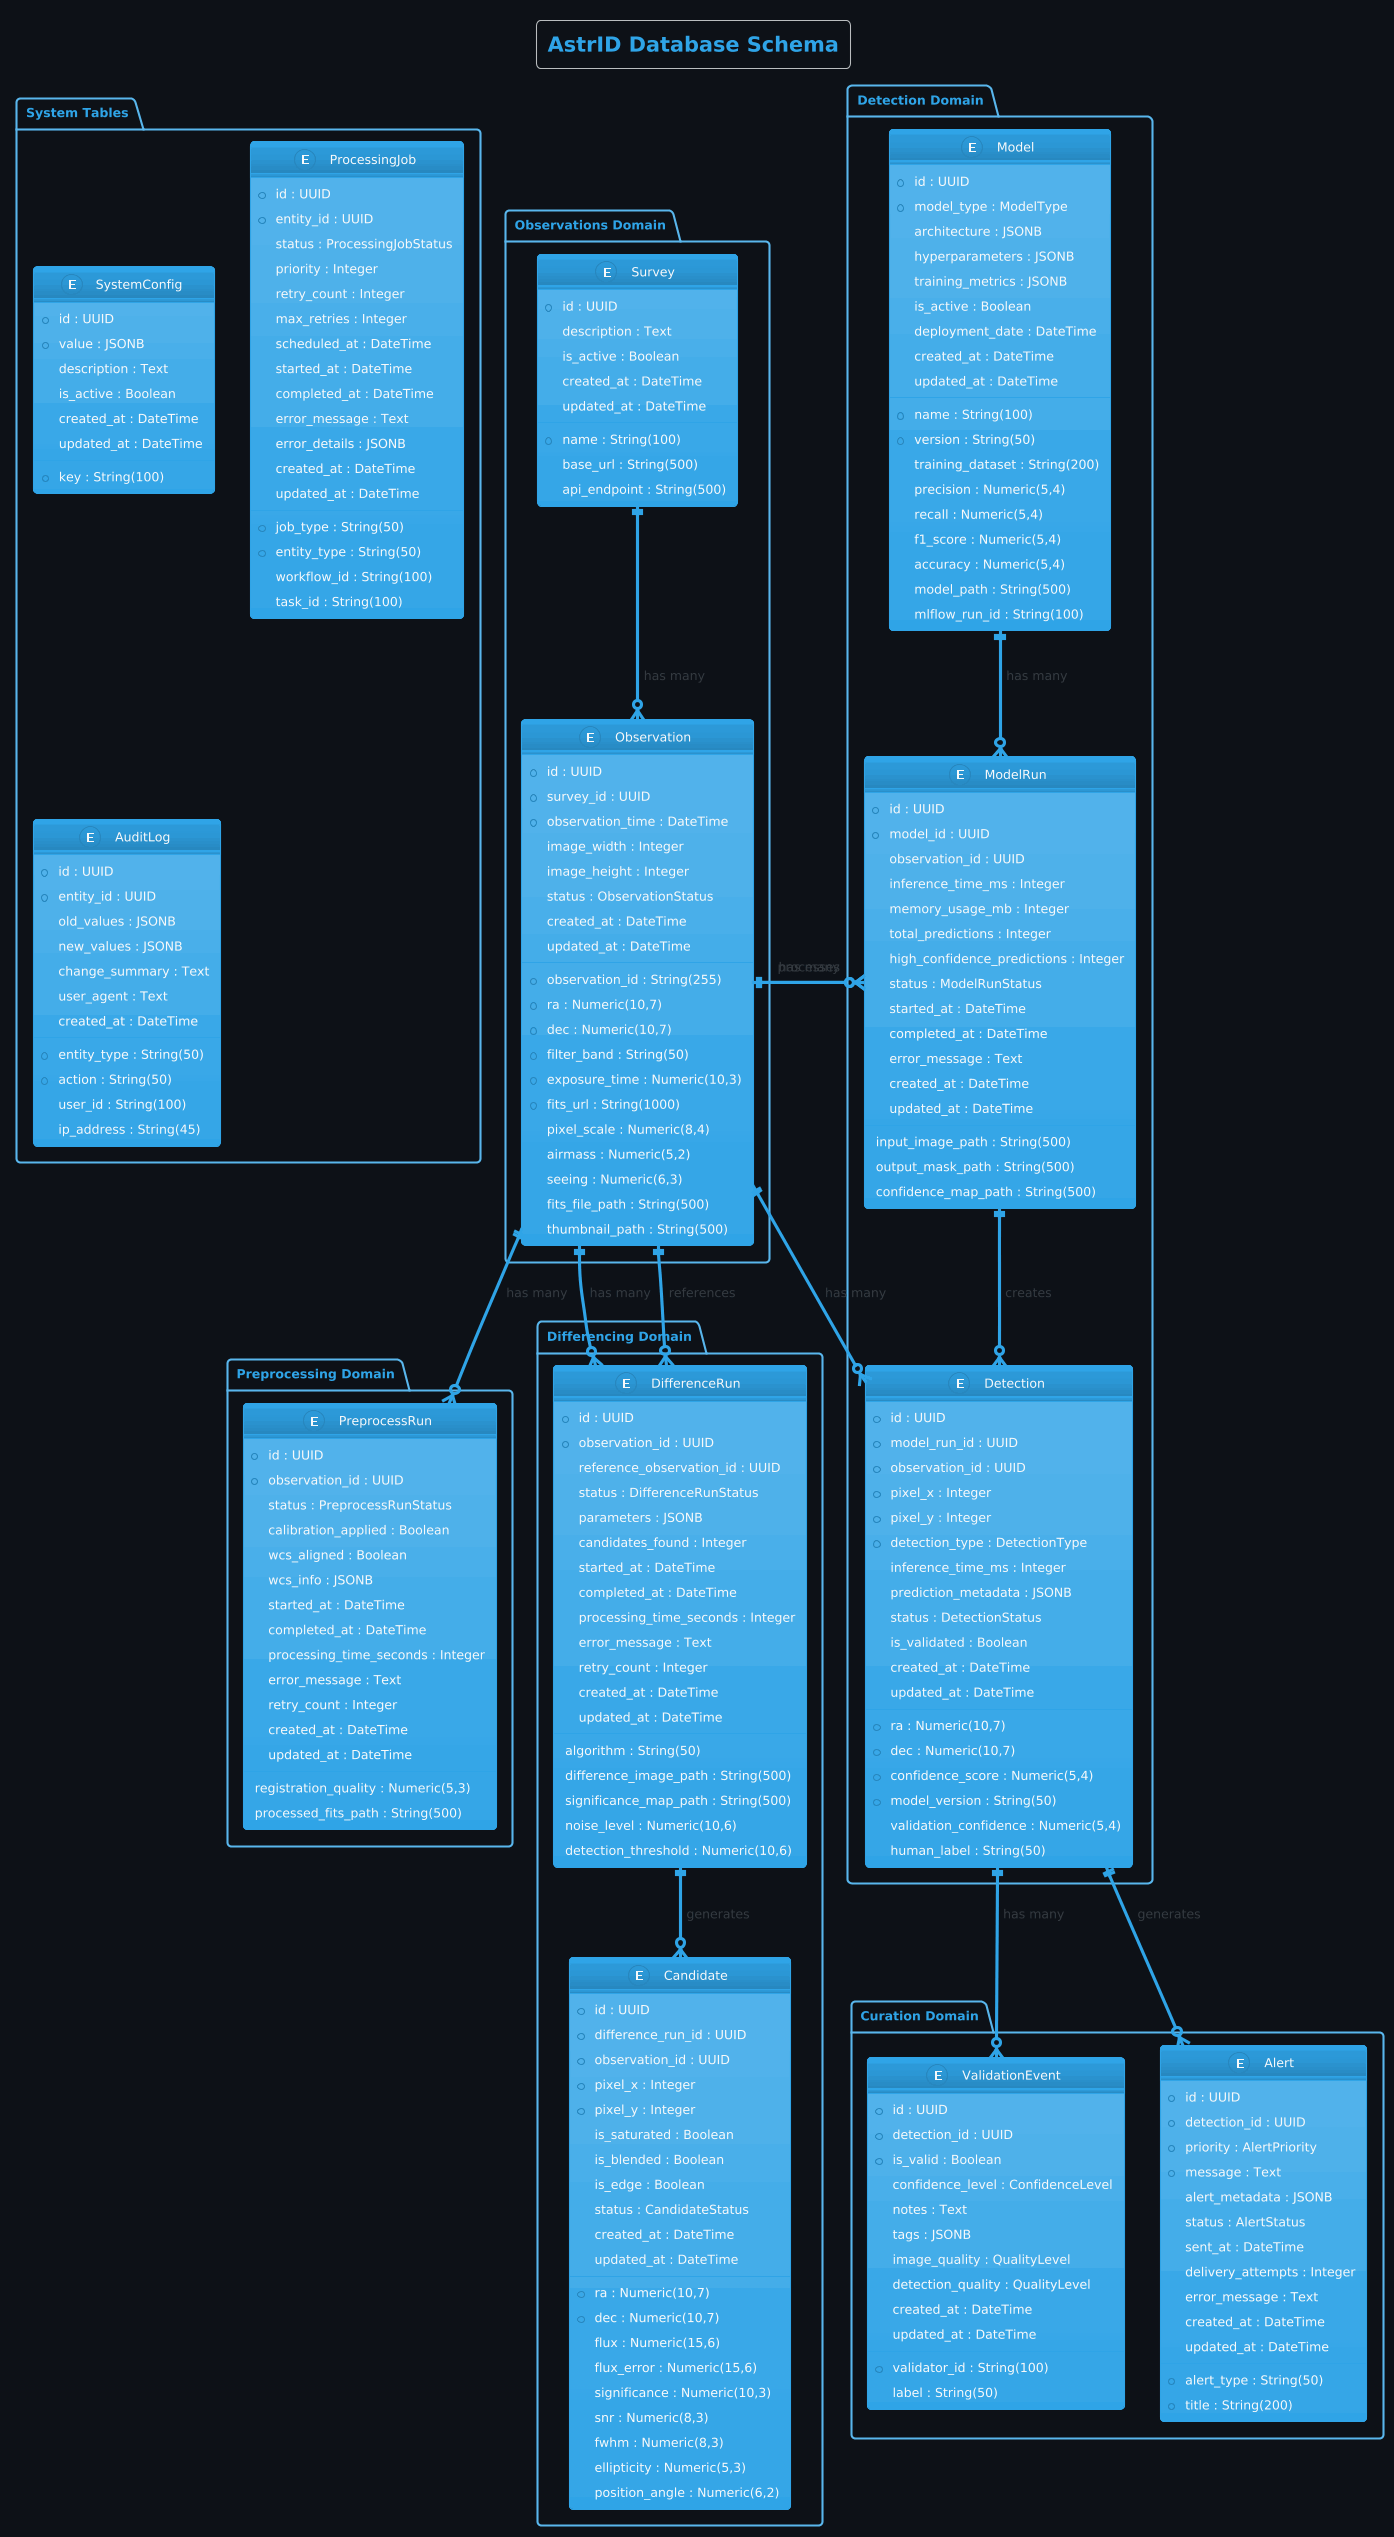 AstrID Database Schema
System Tables
E ProcessingJob
id : UUID
entity_id : UUID
status : ProcessingJobStatus
priority : Integer
retry_count : Integer
max_retries : Integer
scheduled_at : DateTime
started_at : DateTime
completed_at : DateTime
error_message : Text
error_details : JSONB
created_at : DateTime
updated_at : DateTime
job_type : String(50)
entity_type : String(50)
workflow_id : String(100)
task_id : String(100)
E SystemConfig
id : UUID
value : JSONB
description : Text
is_active : Boolean
created_at : DateTime
updated_at : DateTime
key : String(100)
E AuditLog
id : UUID
entity_id : UUID
old_values : JSONB
new_values : JSONB
change_summary : Text
user_agent : Text
created_at : DateTime
entity_type : String(50)
action : String(50)
user_id : String(100)
ip_address : String(45)
Observations Domain
E Survey
id : UUID
description : Text
is_active : Boolean
created_at : DateTime
updated_at : DateTime
name : String(100)
base_url : String(500)
api_endpoint : String(500)
has many
E Observation
id : UUID
survey_id : UUID
observation_time : DateTime
image_width : Integer
image_height : Integer
status : ObservationStatus
created_at : DateTime
updated_at : DateTime
observation_id : String(255)
ra : Numeric(10,7)
dec : Numeric(10,7)
filter_band : String(50)
exposure_time : Numeric(10,3)
fits_url : String(1000)
pixel_scale : Numeric(8,4)
airmass : Numeric(5,2)
seeing : Numeric(6,3)
fits_file_path : String(500)
thumbnail_path : String(500)
Detection Domain
E Model
id : UUID
model_type : ModelType
architecture : JSONB
hyperparameters : JSONB
training_metrics : JSONB
is_active : Boolean
deployment_date : DateTime
created_at : DateTime
updated_at : DateTime
name : String(100)
version : String(50)
training_dataset : String(200)
precision : Numeric(5,4)
recall : Numeric(5,4)
f1_score : Numeric(5,4)
accuracy : Numeric(5,4)
model_path : String(500)
mlflow_run_id : String(100)
has many
E ModelRun
id : UUID
model_id : UUID
observation_id : UUID
inference_time_ms : Integer
memory_usage_mb : Integer
total_predictions : Integer
high_confidence_predictions : Integer
status : ModelRunStatus
started_at : DateTime
completed_at : DateTime
error_message : Text
created_at : DateTime
updated_at : DateTime
input_image_path : String(500)
output_mask_path : String(500)
confidence_map_path : String(500)
has many
has many
references
has many
creates
Preprocessing Domain
E PreprocessRun
id : UUID
observation_id : UUID
status : PreprocessRunStatus
calibration_applied : Boolean
wcs_aligned : Boolean
wcs_info : JSONB
started_at : DateTime
completed_at : DateTime
processing_time_seconds : Integer
error_message : Text
retry_count : Integer
created_at : DateTime
updated_at : DateTime
registration_quality : Numeric(5,3)
processed_fits_path : String(500)
Differencing Domain
E DifferenceRun
id : UUID
observation_id : UUID
reference_observation_id : UUID
status : DifferenceRunStatus
parameters : JSONB
candidates_found : Integer
started_at : DateTime
completed_at : DateTime
processing_time_seconds : Integer
error_message : Text
retry_count : Integer
created_at : DateTime
updated_at : DateTime
algorithm : String(50)
difference_image_path : String(500)
significance_map_path : String(500)
noise_level : Numeric(10,6)
detection_threshold : Numeric(10,6)
generates
E Candidate
id : UUID
difference_run_id : UUID
observation_id : UUID
pixel_x : Integer
pixel_y : Integer
is_saturated : Boolean
is_blended : Boolean
is_edge : Boolean
status : CandidateStatus
created_at : DateTime
updated_at : DateTime
ra : Numeric(10,7)
dec : Numeric(10,7)
flux : Numeric(15,6)
flux_error : Numeric(15,6)
significance : Numeric(10,3)
snr : Numeric(8,3)
fwhm : Numeric(8,3)
ellipticity : Numeric(5,3)
position_angle : Numeric(6,2)
E Detection
id : UUID
model_run_id : UUID
observation_id : UUID
pixel_x : Integer
pixel_y : Integer
detection_type : DetectionType
inference_time_ms : Integer
prediction_metadata : JSONB
status : DetectionStatus
is_validated : Boolean
created_at : DateTime
updated_at : DateTime
ra : Numeric(10,7)
dec : Numeric(10,7)
confidence_score : Numeric(5,4)
model_version : String(50)
validation_confidence : Numeric(5,4)
human_label : String(50)
has many
generates
Curation Domain
E ValidationEvent
id : UUID
detection_id : UUID
is_valid : Boolean
confidence_level : ConfidenceLevel
notes : Text
tags : JSONB
image_quality : QualityLevel
detection_quality : QualityLevel
created_at : DateTime
updated_at : DateTime
validator_id : String(100)
label : String(50)
E Alert
id : UUID
detection_id : UUID
priority : AlertPriority
message : Text
alert_metadata : JSONB
status : AlertStatus
sent_at : DateTime
delivery_attempts : Integer
error_message : Text
created_at : DateTime
updated_at : DateTime
alert_type : String(50)
title : String(200)